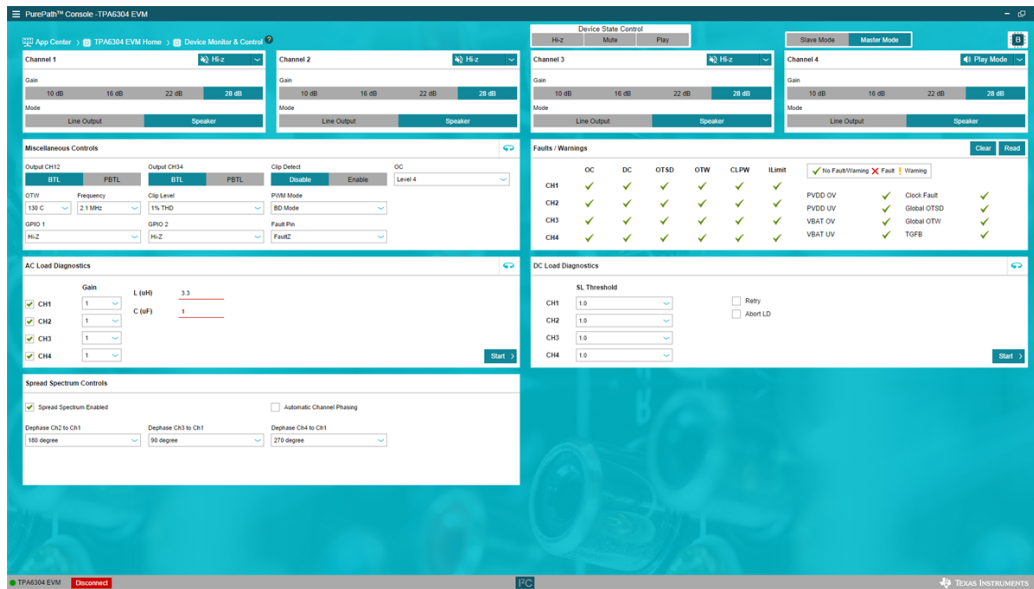 PurePath™ Console -TPA6304 EVM
App Center
TPA6304 EVM Home
Device Monitor & Control
Device State Control
Hi-z Mute Play
Slave Mode Master Mode
B
Channel 1
Hi-z
Gain
10 dB 16 dB 22 dB 28 dB
Mode
Line Output Speaker
Channel 2
Hi-z
Gain
10 dB 16 dB 22 dB 28 dB
Mode
Line Output Speaker
Channel 3
Hi-z
Gain
10 dB 16 dB 22 dB 28 dB
Mode
Line Output Speaker
Channel 4
Play Mode
Gain
10 dB 16 dB 22 dB 28 dB
Mode
Line Output Speaker
Miscellaneous Controls
Output CH12 Output CH34 Clip Detect OC
BTL PBTL BTL PBTL Disable Enable Level 4
OTW Frequency Clip Level PWM Mode
130 C 2.1 MHz 1% THD BD Mode
GPIO 1 GPIO 2 Fault Pin
Hi-Z Hi-Z FaultZ
Faults / Warnings
Clear Read
OC DC OTSD OTW CLPW ILimit
No Fault/Warning Fault Warning
CH1
CH2
CH3
CH4
PVDD OV Clock Fault
PVDD UV Global OTSD
VBAT OV Global OTW
VBAT UV TGFB
AC Load Diagnostics
Gain
CH1 1 L (uH) 3.3
CH2 1 C (uF) 1
CH3 1
CH4 1
Start
DC Load Diagnostics
SL Threshold
CH1 1.0 Retry
CH2 1.0 Abort LD
CH3 1.0
CH4 1.0
Start
Spread Spectrum Controls
Spread Spectrum Enabled Automatic Channel Phasing
Dephase Ch2 to Ch1 Dephase Ch3 to Ch1 Dephase Ch4 to Ch1
180 degree 90 degree 270 degree
TPA6304 EVM Disconnect
I²C
TEXAS INSTRUMENTS